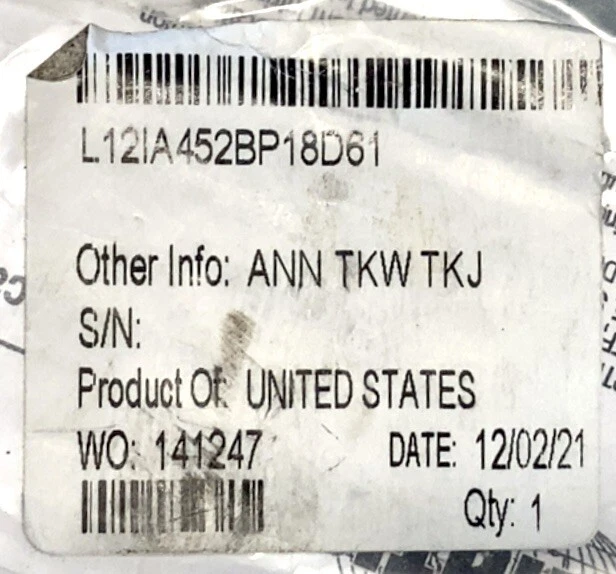 L12IA452BP18D61
Other Info: ANN TKW TKJ
S/N:
Product Of: UNITED STATES
WO: 141247 DATE: 12/02/21
Qty: 1